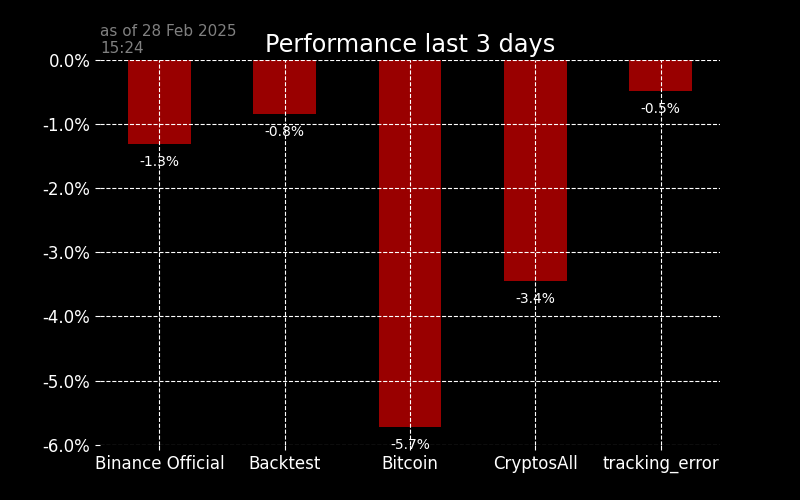 as of 28 Feb 2025
15:24
Performance last 3 days
0.0%
-1.0%
-2.0%
-3.0%
-4.0%
-5.0%
-6.0%
-1.3%
-0.8%
-5.7%
-3.4%
-0.5%
Binance Official
Backtest
Bitcoin
CryptosAll
tracking_error